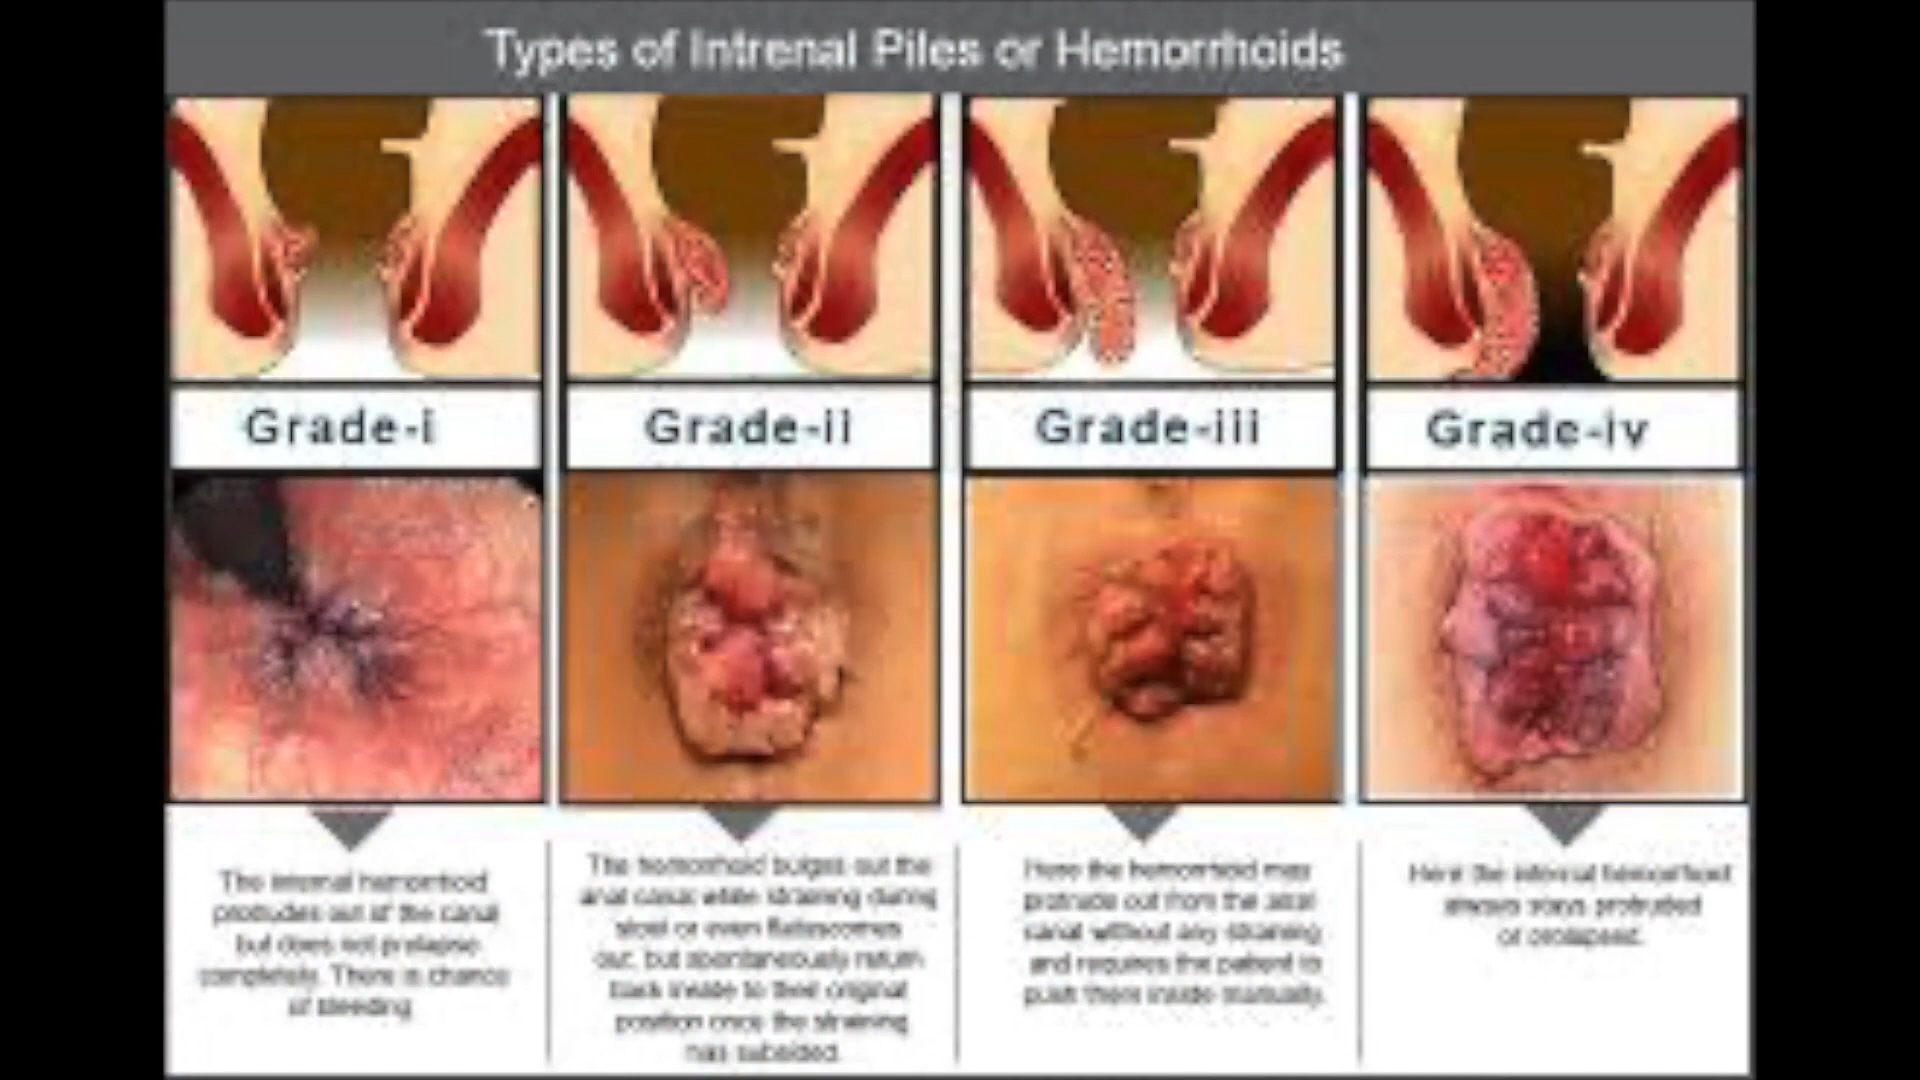 Types of Intrenal Piles or Hemorrhoids
Grade-i
Grade-ii
Grade-iii
Grade-iv
The internal hemorrhoid
protrudes out of the canal
but does not prolapse
completely. There is chance
of bleeding
The hemorrhoid bulges out the
anal canal while straining during
stool or even
out, but spontaneously return
back inside to their original
position once the straining
has subsided.
Here the hemorrhoid may
protrude out from the anal
canal without any straining
and requires the patient to
push them inside manually.
Here the internal hemorrhoid
always stays protruded
or prolapsed.